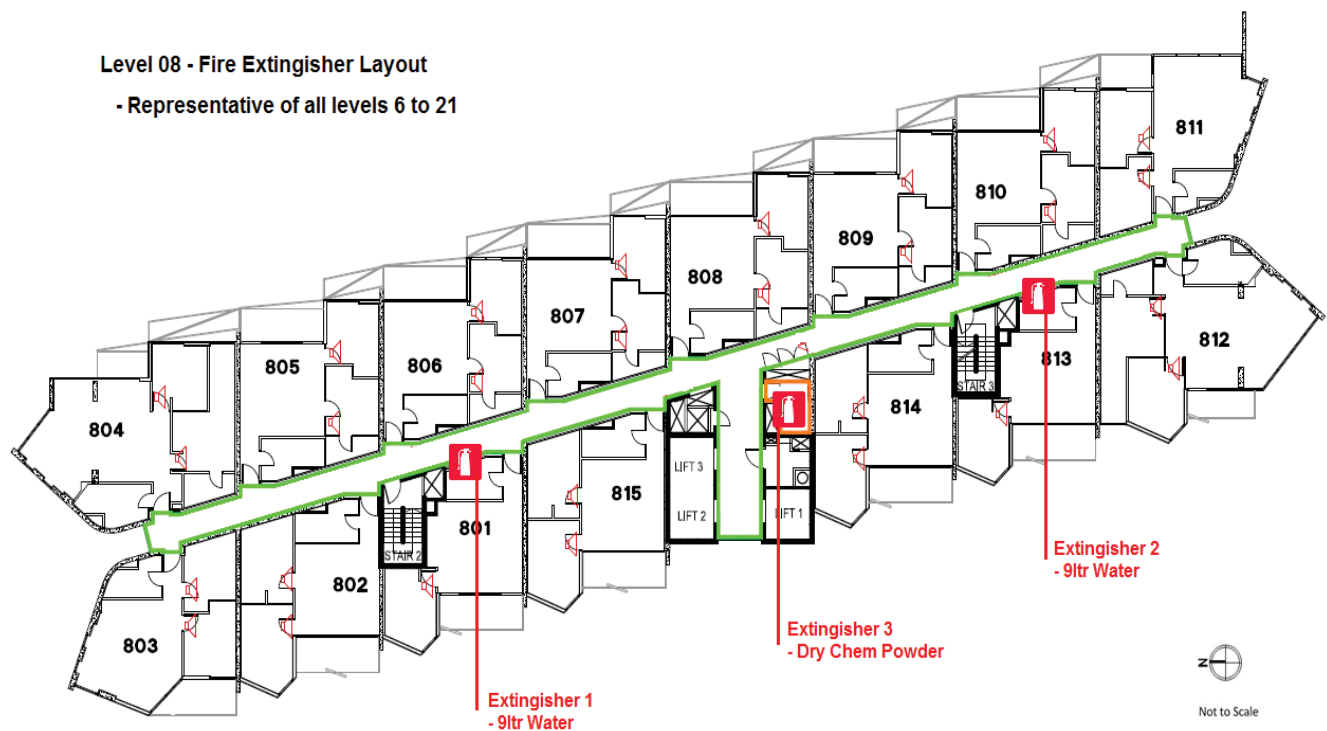 Level 08 - Fire Extingisher Layout
- Representative of all levels 6 to 21
811
810
809
808
807
806
805
804
812
813
STAIR 3
814
LIFT 3
LIFT 2
LIFT 1
815
801
STAIR 2
802
803
Extingisher 2
- 9ltr Water
Extingisher 3
- Dry Chem Powder
Extingisher 1
- 9ltr Water
N
Not to Scale